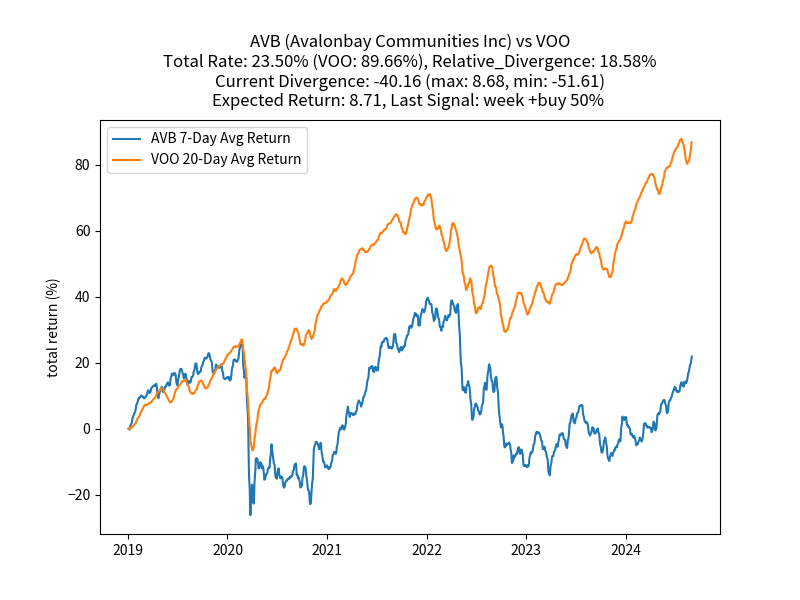 AVB (Avalonbay Communities Inc) vs VOO
Total Rate: 23.50% (VOO: 89.66%), Relative_Divergence: 18.58%
Current Divergence: -40.16 (max: 8.68, min: -51.61)
Expected Return: 8.71, Last Signal: week +buy 50%
AVB 7-Day Avg Return
VOO 20-Day Avg Return
total return (%)
80
60
40
20
0
−20
2019 2020 2021 2022 2023 2024